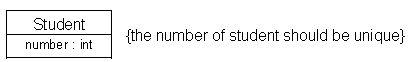 Student
number : int
{the number of student should be unique}